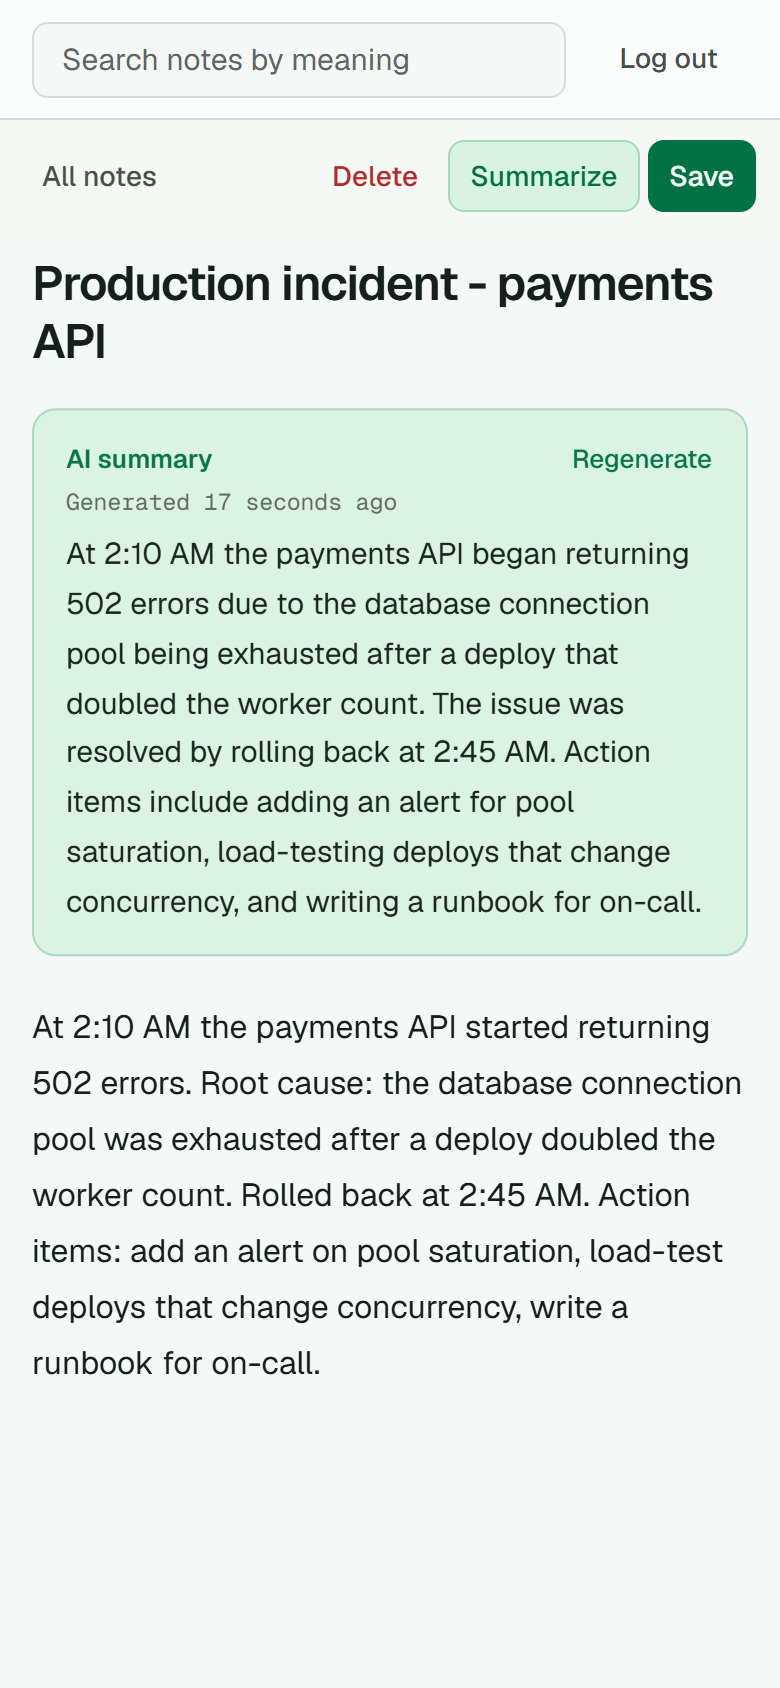 Search notes by meaning
Log out
All notes
Delete
Summarize
Save
Production incident - payments
API
AI summary
Regenerate
Generated 17 seconds ago
At 2:10 AM the payments API began returning
502 errors due to the database connection
pool being exhausted after a deploy that
doubled the worker count. The issue was
resolved by rolling back at 2:45 AM. Action
items include adding an alert for pool
saturation, load-testing deploys that change
concurrency, and writing a runbook for on-call.
At 2:10 AM the payments API started returning
502 errors. Root cause: the database connection
pool was exhausted after a deploy doubled the
worker count. Rolled back at 2:45 AM. Action
items: add an alert on pool saturation, load-test
deploys that change concurrency, write a
runbook for on-call.